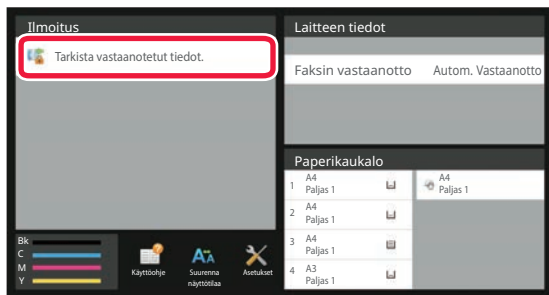 Ilmoitus
Tarkista vastaanotetut tiedot.
Laitteen tiedot
Faksin vastaanotto Autom. Vastaanotto
Paperikaukalo
1 A4
Paljas 1
2 A4
Paljas 1
3 A4
Paljas 1
4 A3
Paljas 1
A4
Paljas 1
Bk
C
M
Y
Käyttöohje
Suurenna
näyttötilaa
Asetukset